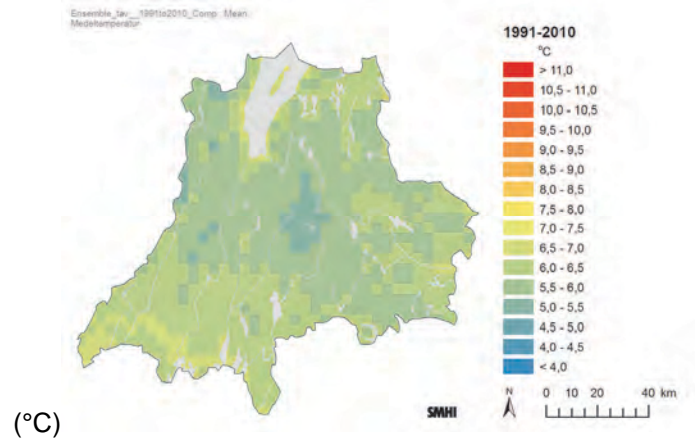 Ensemble_tav__1991to2010_Comp : Mean
Medeltemperatur
1991-2010
°C
> 11,0
10,5 - 11,0
10,0 - 10,5
9,5 - 10,0
9,0 - 9,5
8,5 - 9,0
8,0 - 8,5
7,5 - 8,0
7,0 - 7,5
6,5 - 7,0
6,0 - 6,5
5,5 - 6,0
5,0 - 5,5
4,5 - 5,0
4,0 - 4,5
< 4,0
N
0 10 20 40 km
SMHI
(°C)